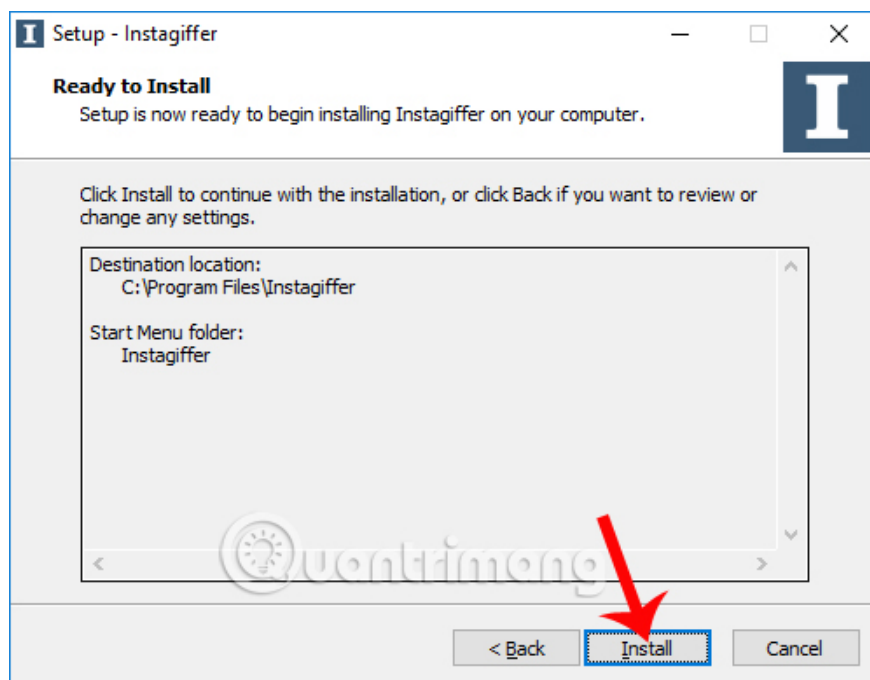 I Setup - Instagiffer
Ready to Install
Setup is now ready to begin installing Instagiffer on your computer.
I
Click Install to continue with the installation, or click Back if you want to review or
change any settings.
Destination location:
C:\Program Files\Instagiffer
Start Menu folder:
Instagiffer
Quantrimang
< Back Install Cancel